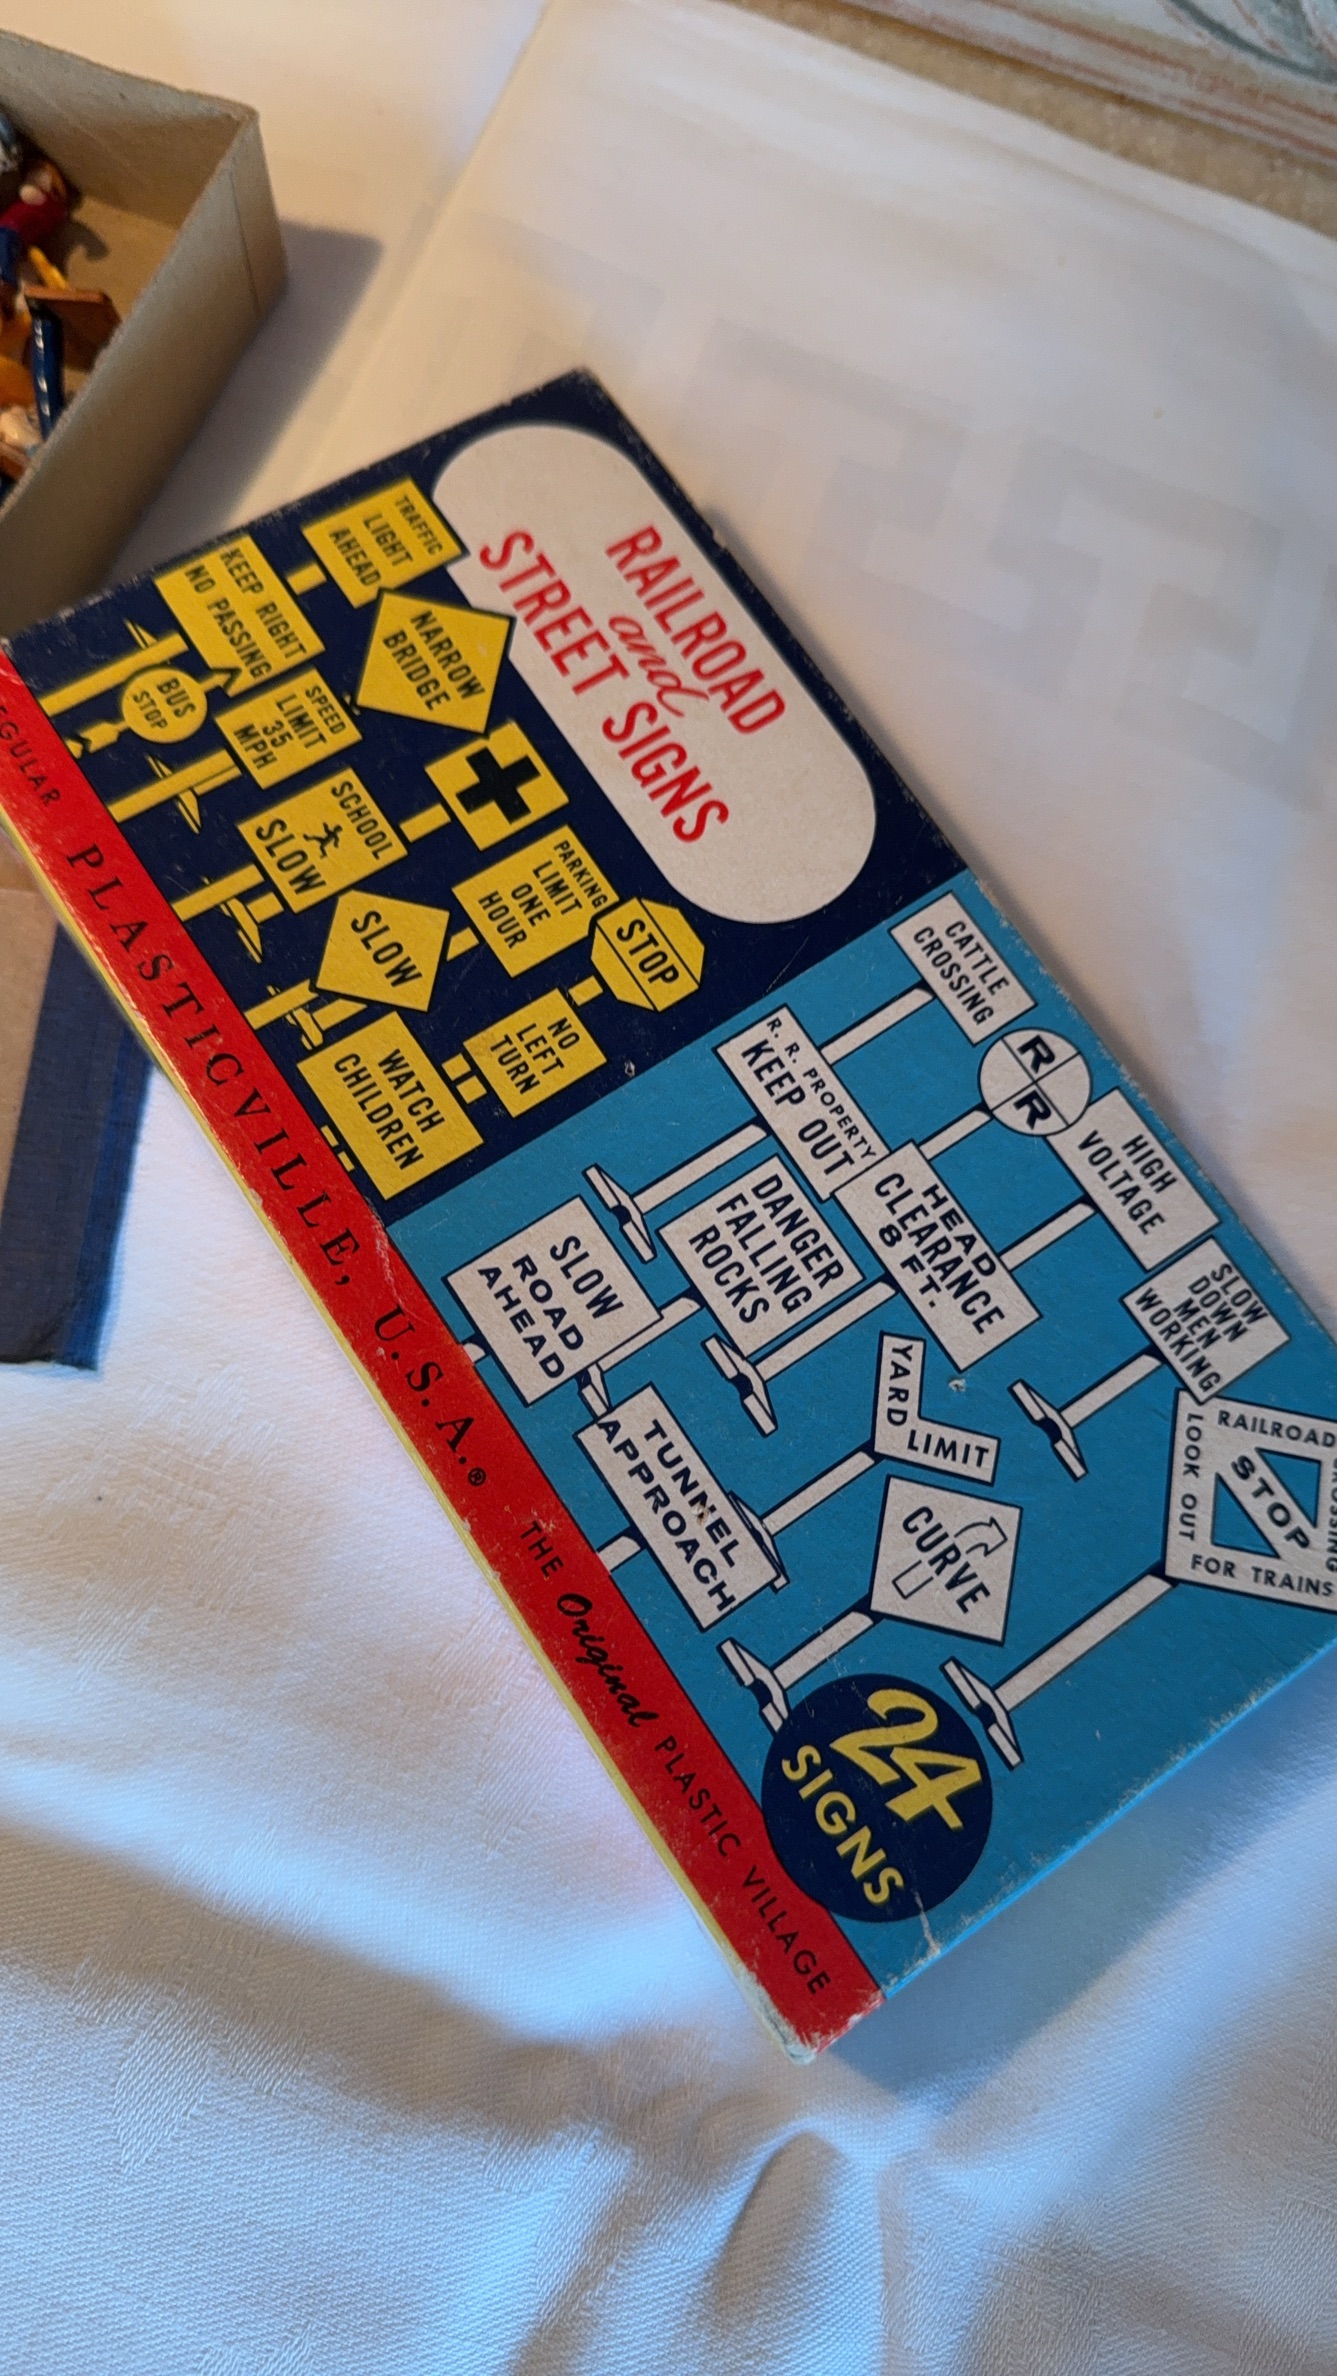 RAILROAD
and
STREET SIGNS
TRAFFIC
LIGHT
AHEAD
KEEP RIGHT
NO PASSING
NARROW
BRIDGE
BUS
STOP
SPEED
LIMIT
35
MPH
SCHOOL
SLOW
PARKING
LIMIT
ONE
HOUR
STOP
SLOW
NO
LEFT
TURN
WATCH
CHILDREN
CATTLE
CROSSING
R R
R. R. PROPERTY
KEEP OUT
HIGH
VOLTAGE
HEAD
CLEARANCE
8 FT.
DANGER
FALLING
ROCKS
SLOW
DOWN
MEN
WORKING
SLOW
ROAD
AHEAD
YARD
LIMIT
TUNNEL
APPROACH
CURVE
RAILROAD
CROSSING
STOP
LOOK OUT
FOR TRAINS
24
SIGNS
PLASTICVILLE, U.S.A.® THE Original PLASTIC VILLAGE